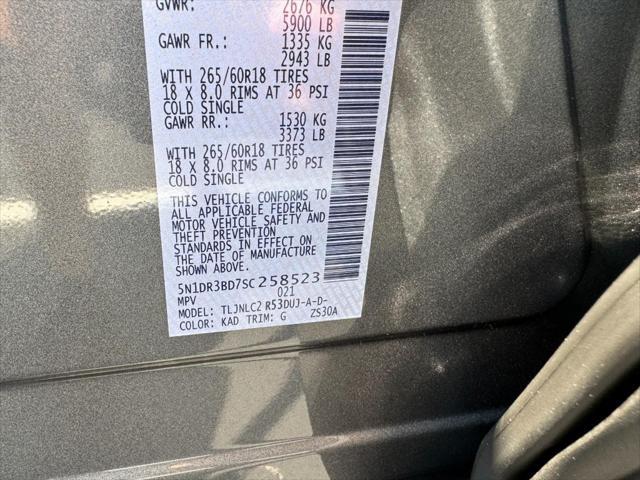 GVWR: 2676 KG
5900 LB
GAWR FR.: 1335 KG
2943 LB
WITH 265/60R18 TIRES
18 X 8.0 RIMS AT 36 PSI
COLD SINGLE
GAWR RR.: 1530 KG
3373 LB
WITH 265/60R18 TIRES
18 X 8.0 RIMS AT 36 PSI
COLD SINGLE
THIS VEHICLE CONFORMS TO
ALL APPLICABLE FEDERAL
MOTOR VEHICLE SAFETY AND
THEFT PREVENTION
STANDARDS IN EFFECT ON
THE DATE OF MANUFACTURE
SHOWN ABOVE.
5N1DR3BD7SC258523
MPV 021
MODEL: TLJNLC2 R53DUJ-A-D-
COLOR: KAD TRIM: G ZS30A